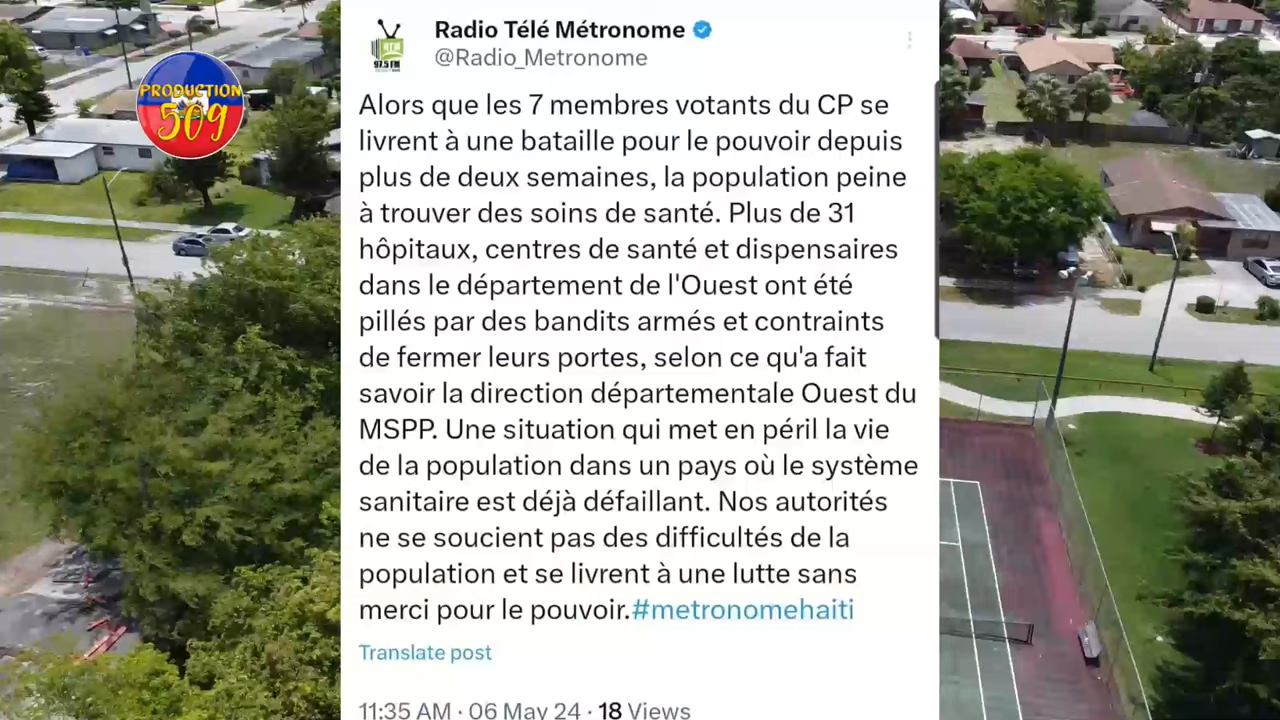 PRODUCTION
509
97.5 FM
Radio Télé Métronome
@Radio_Metronome
Alors que les 7 membres votants du CP se
livrent à une bataille pour le pouvoir depuis
plus de deux semaines, la population peine
à trouver des soins de santé. Plus de 31
hôpitaux, centres de santé et dispensaires
dans le département de l'Ouest ont été
pillés par des bandits armés et contraints
de fermer leurs portes, selon ce qu'a fait
savoir la direction départementale Ouest du
MSPP. Une situation qui met en péril la vie
de la population dans un pays où le système
sanitaire est déjà défaillant. Nos autorités
ne se soucient pas des difficultés de la
population et se livrent à une lutte sans
merci pour le pouvoir.#metronomehaiti
Translate post
11:35 AM · 06 May 24 · 18 Views